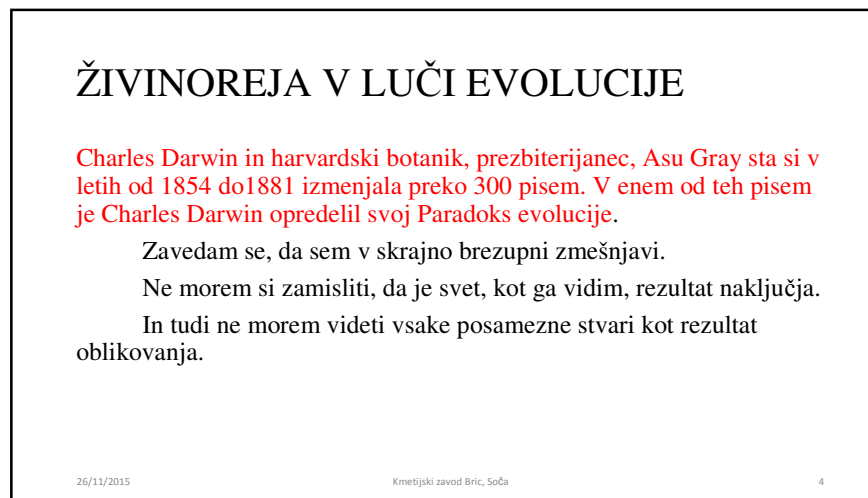 ŽIVINOREJA V LUČI EVOLUCIJE
Charles Darwin in harvardski botanik, prezbiterijanec, Asu Gray sta si v
letih od 1854 do1881 izmenjala preko 300 pisem. V enem od teh pisem
je Charles Darwin opredelil svoj Paradoks evolucije.
Zavedam se, da sem v skrajno brezupni zmešnjavi.
Ne morem si zamisliti, da je svet, kot ga vidim, rezultat naključja.
In tudi ne morem videti vsake posamezne stvari kot rezultat
oblikovanja.
26/11/2015 Kmetijski zavod Bric, Soča 4